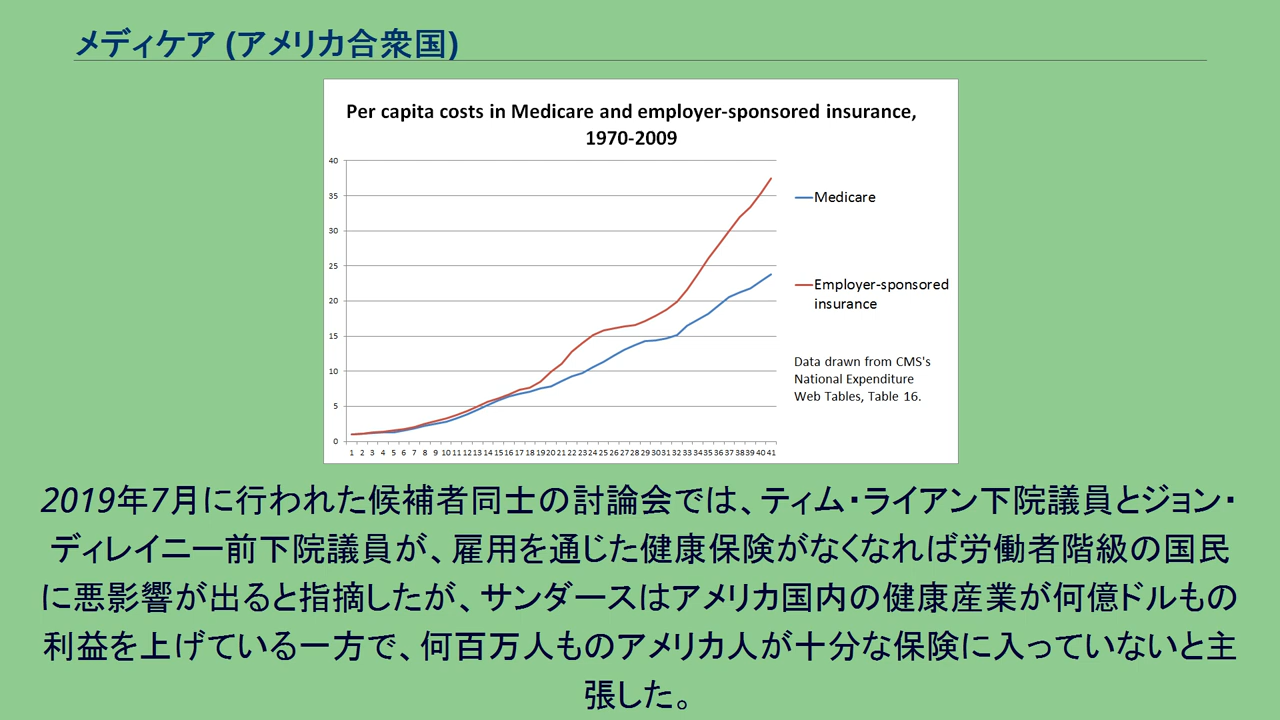 メディケア (アメリカ合衆国)
Per capita costs in Medicare and employer-sponsored insurance,
1970-2009
40
35
30
25
20
15
10
5
0
1 2 3 4 5 6 7 8 9 10 11 12 13 14 15 16 17 18 19 20 21 22 23 24 25 26 27 28 29 30 31 32 33 34 35 36 37 38 39 40 41
Medicare
Employer-sponsored
insurance
Data drawn from CMS's
National Expenditure
Web Tables, Table 16.
2019年7月に行われた候補者同士の討論会では、ティム・ライアン下院議員とジョン・
ディレイニー前下院議員が、雇用を通じた健康保険がなくなれば労働者階級の国民
に悪影響が出ると指摘したが、サンダースはアメリカ国内の健康産業が何億ドルもの
利益を上げている一方で、何百万人ものアメリカ人が十分な保険に入っていないと主
張した。